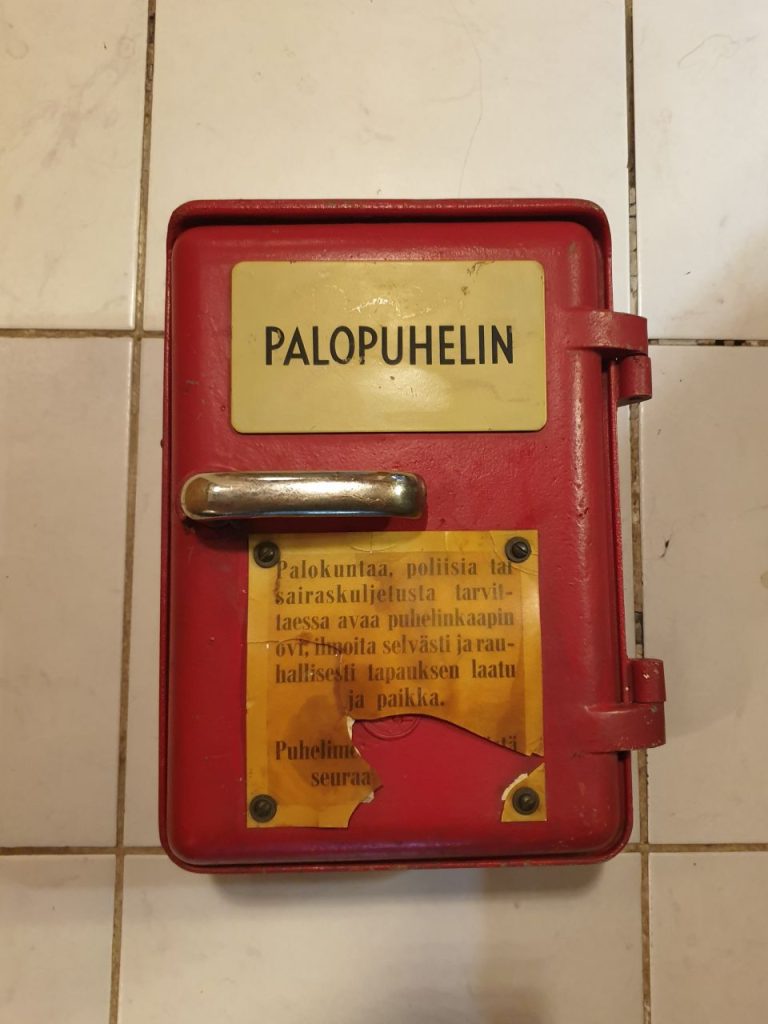 PALOPUHELIN
Palokuntaa, poliisia tai
sairaskuljetusta tarvit-
taessa avaa puhelinkaapin
ovi, ilmoita selvästi ja rau-
hallisesti tapauksen laatu
ja paikka.
Puhelim
seuraa